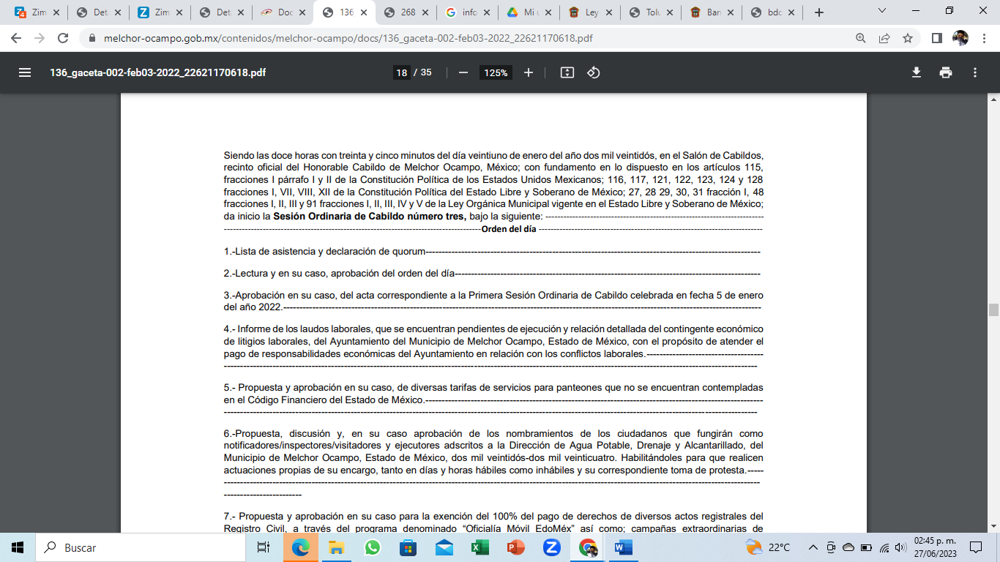 Zim
Deta
Zim
Deta
Doc
136
268
info
Mi u
Ley
Tolu
Ban
bdc
melchor-ocampo.gob.mx/contenidos/melchor-ocampo/docs/136_gaceta-002-feb03-2022_22621170618.pdf
136_gaceta-002-feb03-2022_22621170618.pdf
18 / 35
125%
Siendo las doce horas con treinta y cinco minutos del día veintiuno de enero del año dos mil veintidós, en el Salón de Cabildos,
recinto oficial del Honorable Cabildo de Melchor Ocampo, México; con fundamento en lo dispuesto en los artículos 115,
fracciones I párrafo I y II de la Constitución Política de los Estados Unidos Mexicanos; 116, 117, 121, 122, 123, 124 y 128
fracciones I, VII, VIII, XII de la Constitución Política del Estado Libre y Soberano de México; 27, 28 29, 30, 31 fracción I, 48
fracciones I, II, III y 91 fracciones I, II, III, IV y V de la Ley Orgánica Municipal vigente en el Estado Libre y Soberano de México;
da inicio la Sesión Ordinaria de Cabildo número tres, bajo la siguiente: ----------------------------------------------------------------------
--------------------------------------------------------------------------------Orden del día ----------------------------------------------------------------------
1.-Lista de asistencia y declaración de quorum--------------------------------------------------------------------------------------------------------
2.-Lectura y en su caso, aprobación del orden del día-----------------------------------------------------------------------------------------------
3.-Aprobación en su caso, del acta correspondiente a la Primera Sesión Ordinaria de Cabildo celebrada en fecha 5 de enero
del año 2022.----------------------------------------------------------------------------------------------------------------------------------------------------
4.- Informe de los laudos laborales, que se encuentran pendientes de ejecución y relación detallada del contingente económico
de litigios laborales, del Ayuntamiento del Municipio de Melchor Ocampo, Estado de México, con el propósito de atender el
pago de responsabilidades económicas del Ayuntamiento en relación con los conflictos laborales.------------------------------------
----------------------------------------------------------------------------------------------------------------------------------------------------------------------
5.- Propuesta y aprobación en su caso, de diversas tarifas de servicios para panteones que no se encuentran contempladas
en el Código Financiero del Estado de México.---------------------------------------------------------------------------------------------------------
----------------------------------------------------------------------------------------------------------------------------------------------------------------------
6.-Propuesta, discusión y, en su caso aprobación de los nombramientos de los ciudadanos que fungirán como
notificadores/inspectores/visitadores y ejecutores adscritos a la Dirección de Agua Potable, Drenaje y Alcantarillado, del
Municipio de Melchor Ocampo, Estado de México, dos mil veintidós-dos mil veinticuatro. Habilitándoles para que realicen
actuaciones propias de su encargo, tanto en días y horas hábiles como inhábiles y su correspondiente toma de protesta.-----
----------------------------------------------------------------------------------------------------------------------------------------------------------------------
------------------------
7.- Propuesta y aprobación en su caso para la exención del 100% del pago de derechos de diversos actos registrales del
Registro Civil, a través del programa denominado “Oficialía Móvil EdoMéx” así como; campañas extraordinarias de
Buscar
22°C
02:45 p. m.
27/06/2023